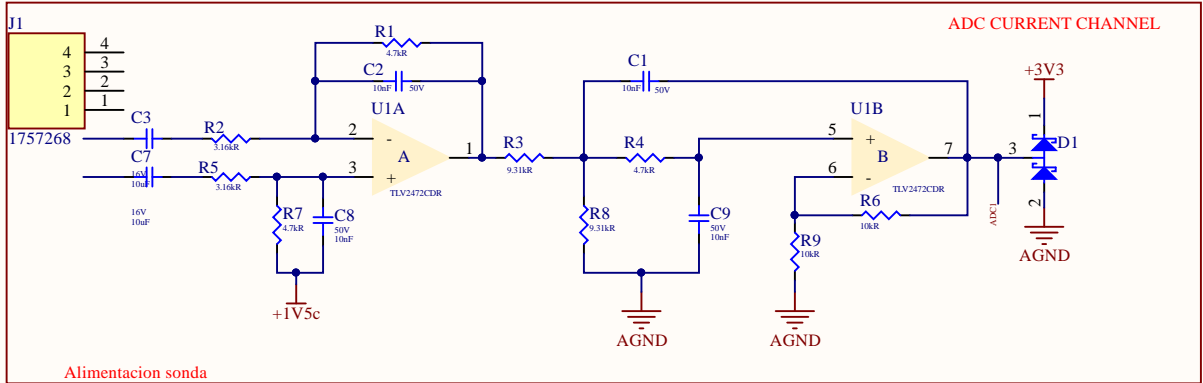 J1
ADC CURRENT CHANNEL
R1
4.7kR
4
3
2
1
4
3
2
1
1757268
C2
10nF
50V
C1
10nF
50V
+3V3
U1A
U1B
C3
R2
3.16kR
2
-
A
1
3
+
TLV2472CDR
R3
9.31kR
R4
4.7kR
5
+
B
7
6
-
TLV2472CDR
1
3
D1
2
C7
16V
10uF
R5
3.16kR
16V
10uF
R7
4.7kR
C8
50V
10nF
R8
9.31kR
C9
50V
10nF
R6
10kR
R9
10kR
ADC1
AGND
+1V5c
AGND
AGND
Alimentacion sonda